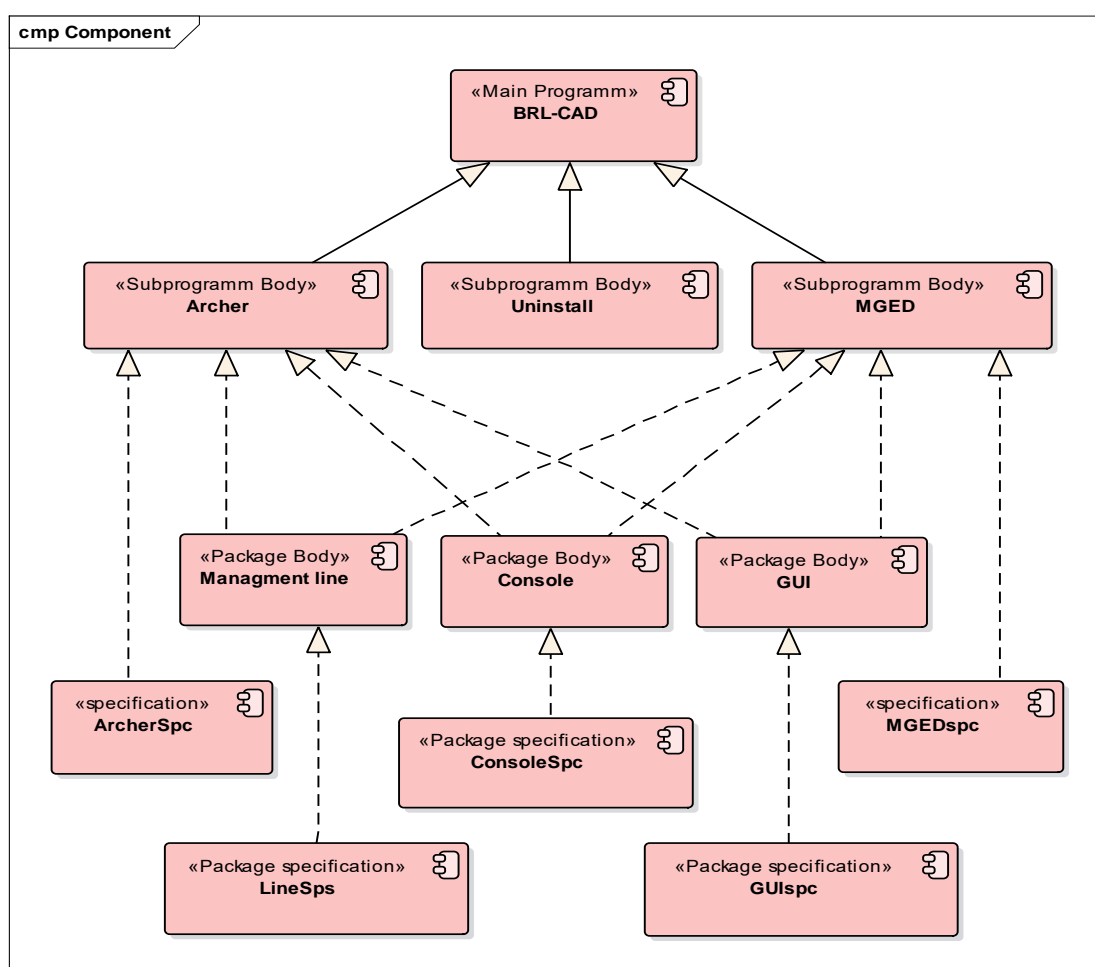 cmp Component
«Main Programm»
BRL-CAD
«Subprogramm Body»
Archer
«Subprogramm Body»
Uninstall
«Subprogramm Body»
MGED
«Package Body»
Managment line
«Package Body»
Console
«Package Body»
GUI
«specification»
ArcherSpc
«Package specification»
ConsoleSpc
«specification»
MGEDspc
«Package specification»
LineSps
«Package specification»
GUIspc